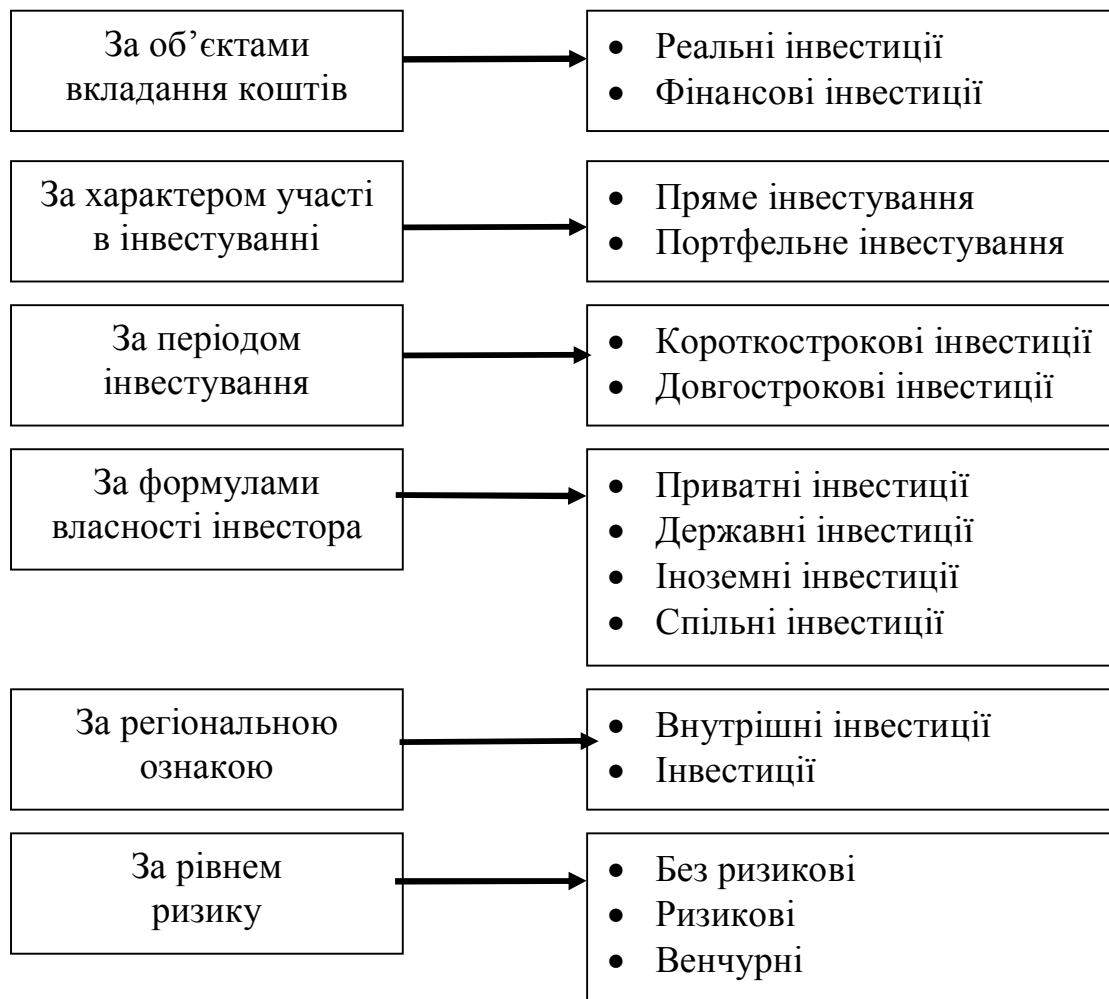 За об’єктами
вкладання коштів
• Реальні інвестиції
• Фінансові інвестиції
За характером участі
в інвестуванні
• Пряме інвестування
• Портфельне інвестування
За періодом
інвестування
• Короткострокові інвестиції
• Довгострокові інвестиції
За формулами
власності інвестора
• Приватні інвестиції
• Державні інвестиції
• Іноземні інвестиції
• Спільні інвестиції
За регіональною
ознакою
• Внутрішні інвестиції
• Інвестиції
За рівнем
ризику
• Без ризикові
• Ризикові
• Венчурні